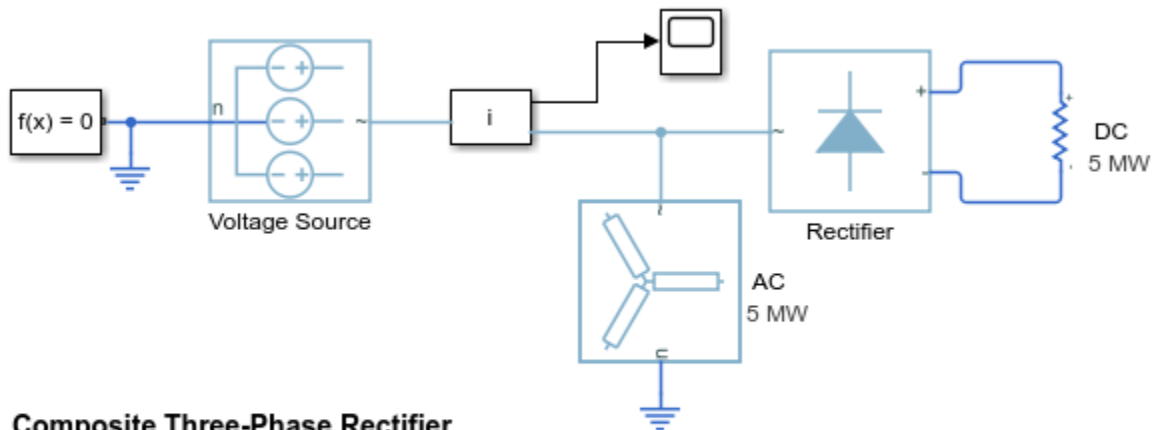 f(x) = 0
n
~
Voltage Source
i
~
+
-
Rectifier
+
-
DC
5 MW
~
n
AC
5 MW
Composite Three-Phase Rectifier